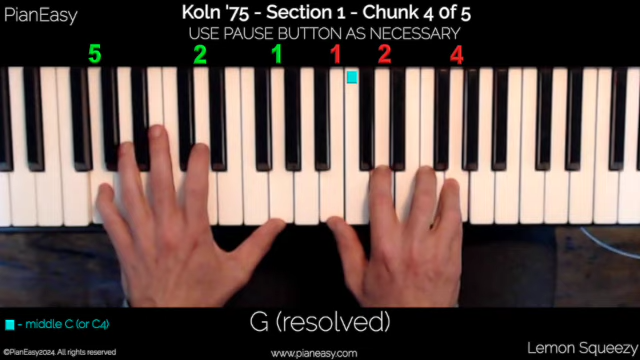 PianEasy
Koln '75 - Section 1 - Chunk 4 0f 5
USE PAUSE BUTTON AS NECESSARY
5 2 1 1 2 4
G (resolved)
- middle C (or C4)
©PianEasy2024. All rights reserved
www.pianeasy.com
Lemon Squeezy